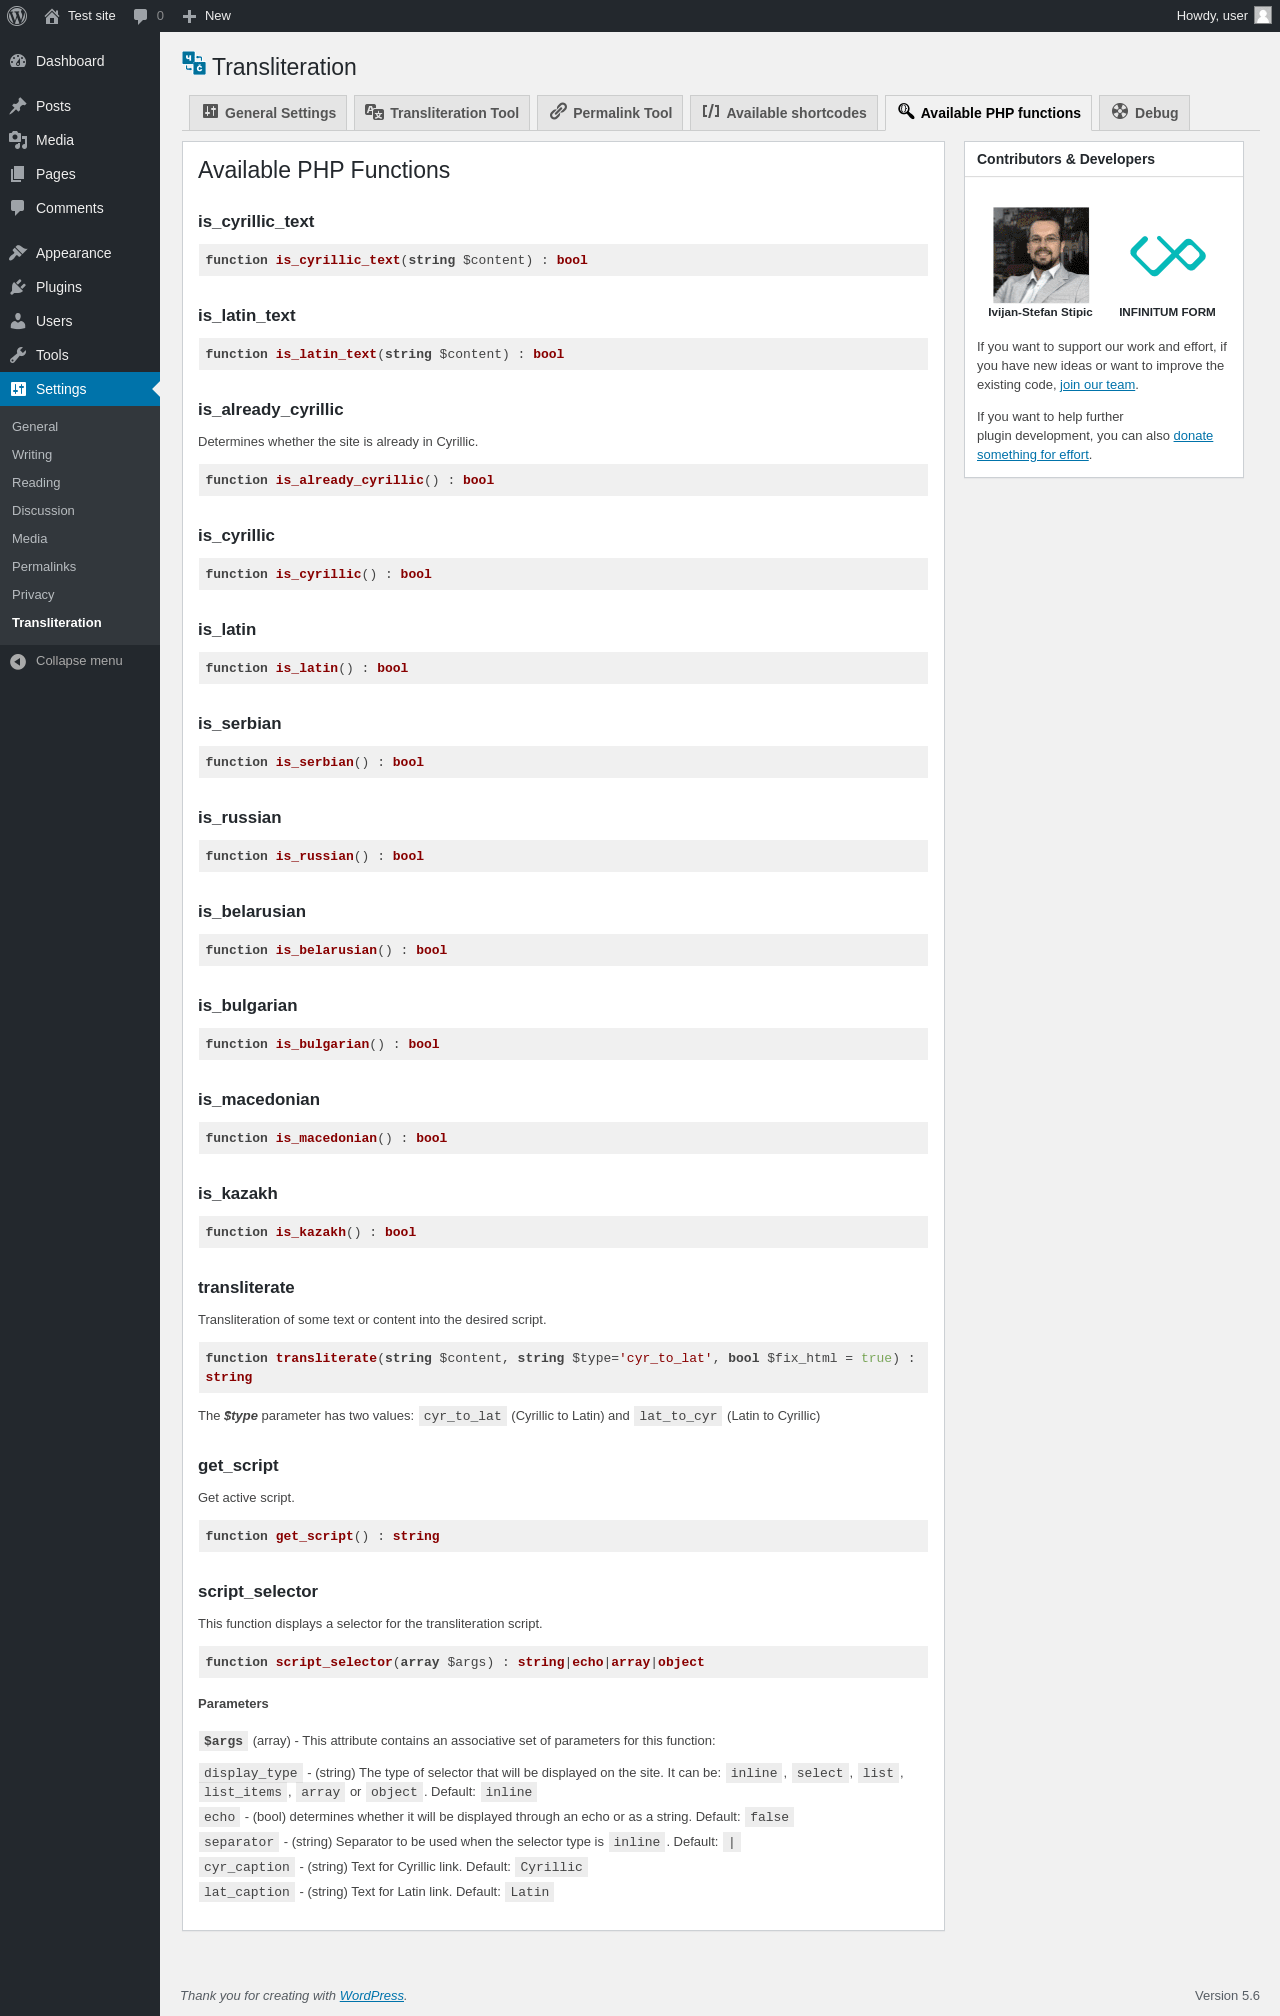 Test site
0
New
Howdy, user
Dashboard
Posts
Media
Pages
Comments
Appearance
Plugins
Users
Tools
Settings
General
Writing
Reading
Discussion
Media
Permalinks
Privacy
Transliteration
Collapse menu
Transliteration
General Settings
Transliteration Tool
Permalink Tool
Available shortcodes
Available PHP functions
Debug
Available PHP Functions
is_cyrillic_text
function is_cyrillic_text(string $content) : bool
is_latin_text
function is_latin_text(string $content) : bool
is_already_cyrillic
Determines whether the site is already in Cyrillic.
function is_already_cyrillic() : bool
is_cyrillic
function is_cyrillic() : bool
is_latin
function is_latin() : bool
is_serbian
function is_serbian() : bool
is_russian
function is_russian() : bool
is_belarusian
function is_belarusian() : bool
is_bulgarian
function is_bulgarian() : bool
is_macedonian
function is_macedonian() : bool
is_kazakh
function is_kazakh() : bool
transliterate
Transliteration of some text or content into the desired script.
function transliterate(string $content, string $type='cyr_to_lat', bool $fix_html = true) :
string
The $type parameter has two values: cyr_to_lat (Cyrillic to Latin) and lat_to_cyr (Latin to Cyrillic)
get_script
Get active script.
function get_script() : string
script_selector
This function displays a selector for the transliteration script.
function script_selector(array $args) : string|echo|array|object
Parameters
$args (array) - This attribute contains an associative set of parameters for this function:
display_type - (string) The type of selector that will be displayed on the site. It can be: inline, select, list,
list_items, array or object. Default: inline
echo - (bool) determines whether it will be displayed through an echo or as a string. Default: false
separator - (string) Separator to be used when the selector type is inline. Default: |
cyr_caption - (string) Text for Cyrillic link. Default: Cyrillic
lat_caption - (string) Text for Latin link. Default: Latin
Contributors & Developers
Ivijan-Stefan Stipic
INFINITUM FORM
If you want to support our work and effort, if
you have new ideas or want to improve the
existing code, join our team.
If you want to help further
plugin development, you can also donate
something for effort.
Thank you for creating with WordPress.
Version 5.6